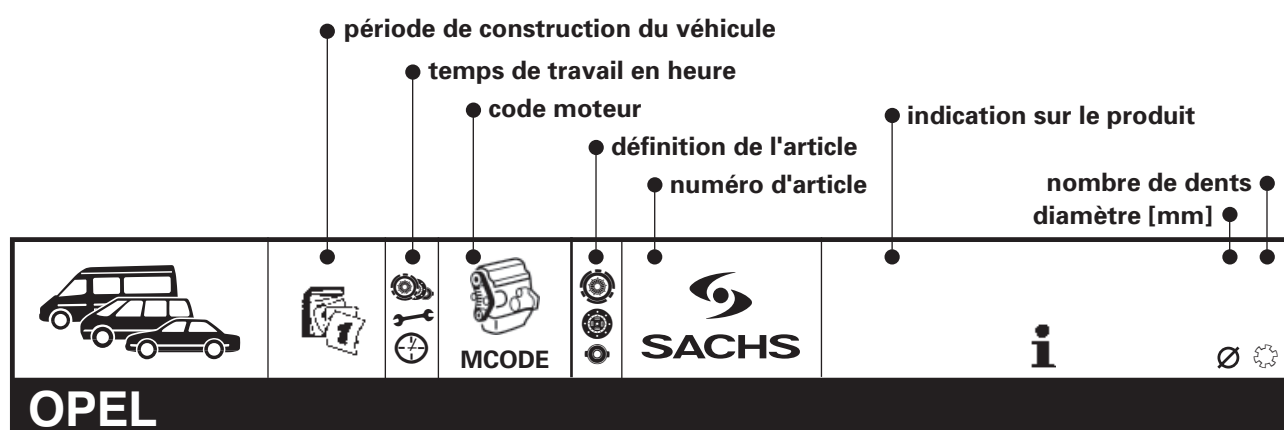 période de construction du véhicule
temps de travail en heure
code moteur
indication sur le produit
définition de l'article
numéro d'article
nombre de dents
diamètre [mm]
1
MCODE
SACHS
i
Ø
OPEL